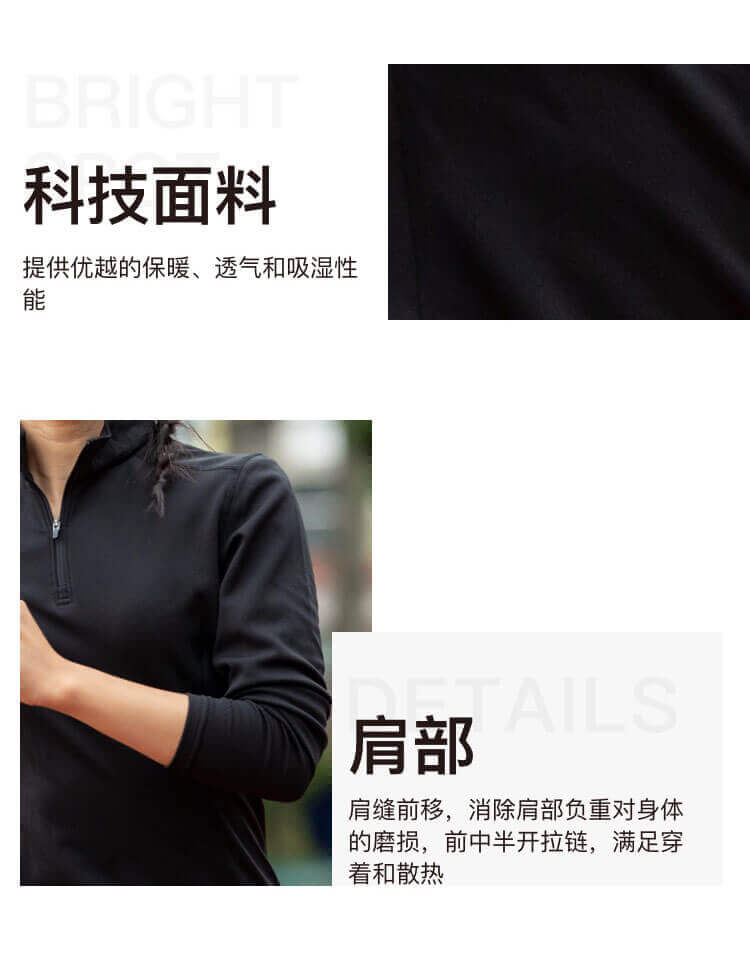 BRIGHT
SPOT
科技面料
提供优越的保暖、透气和吸湿性
能
DETAILS
肩部
肩缝前移，消除肩部负重对身体
的磨损，前中半开拉链，满足穿
着和散热